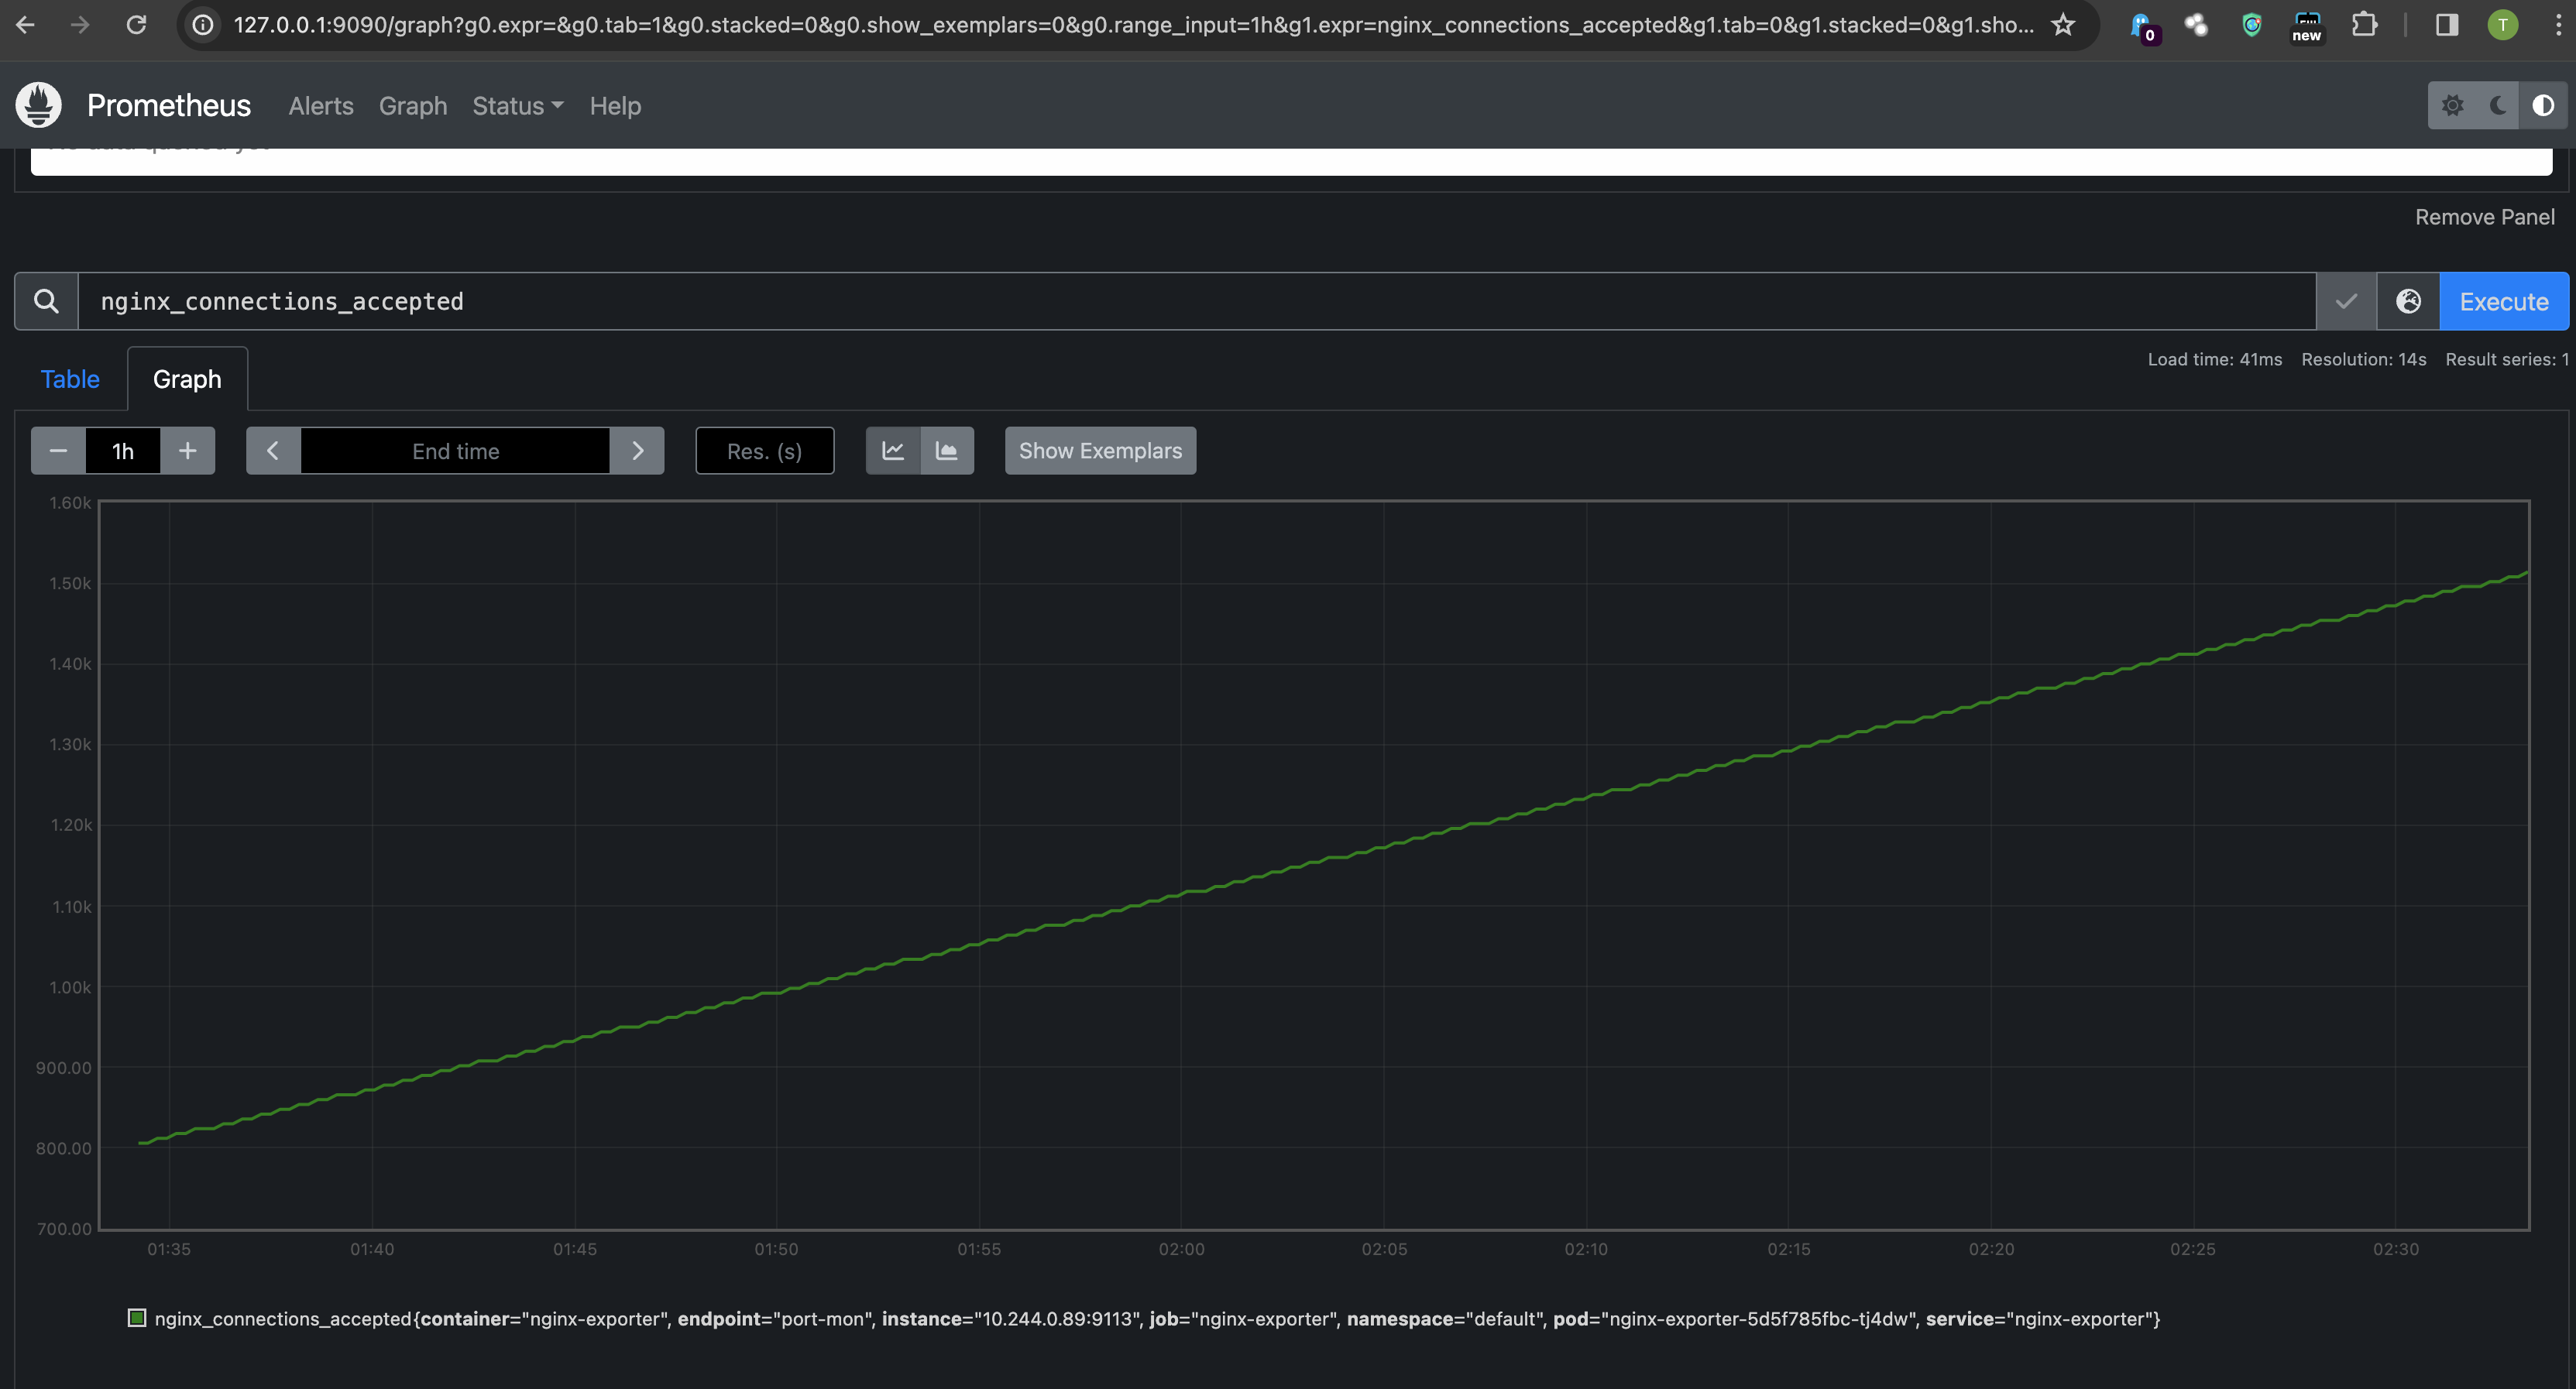 127.0.0.1:9090/graph?g0.expr=&g0.tab=1&g0.stacked=0&g0.show_exemplars=0&g0.range_input=1h&g1.expr=nginx_connections_accepted&g1.tab=0&g1.stacked=0&g1.sho...
0
new
T
Prometheus Alerts Graph Status Help
No data queried yet
Remove Panel
nginx_connections_accepted
Execute
Table Graph
Load time: 41ms Resolution: 14s Result series: 1
1h End time Res. (s) Show Exemplars
1.60k
1.50k
1.40k
1.30k
1.20k
1.10k
1.00k
900.00
800.00
700.00
01:35 01:40 01:45 01:50 01:55 02:00 02:05 02:10 02:15 02:20 02:25 02:30
nginx_connections_accepted{container="nginx-exporter", endpoint="port-mon", instance="10.244.0.89:9113", job="nginx-exporter", namespace="default", pod="nginx-exporter-5d5f785fbc-tj4dw", service="nginx-exporter"}